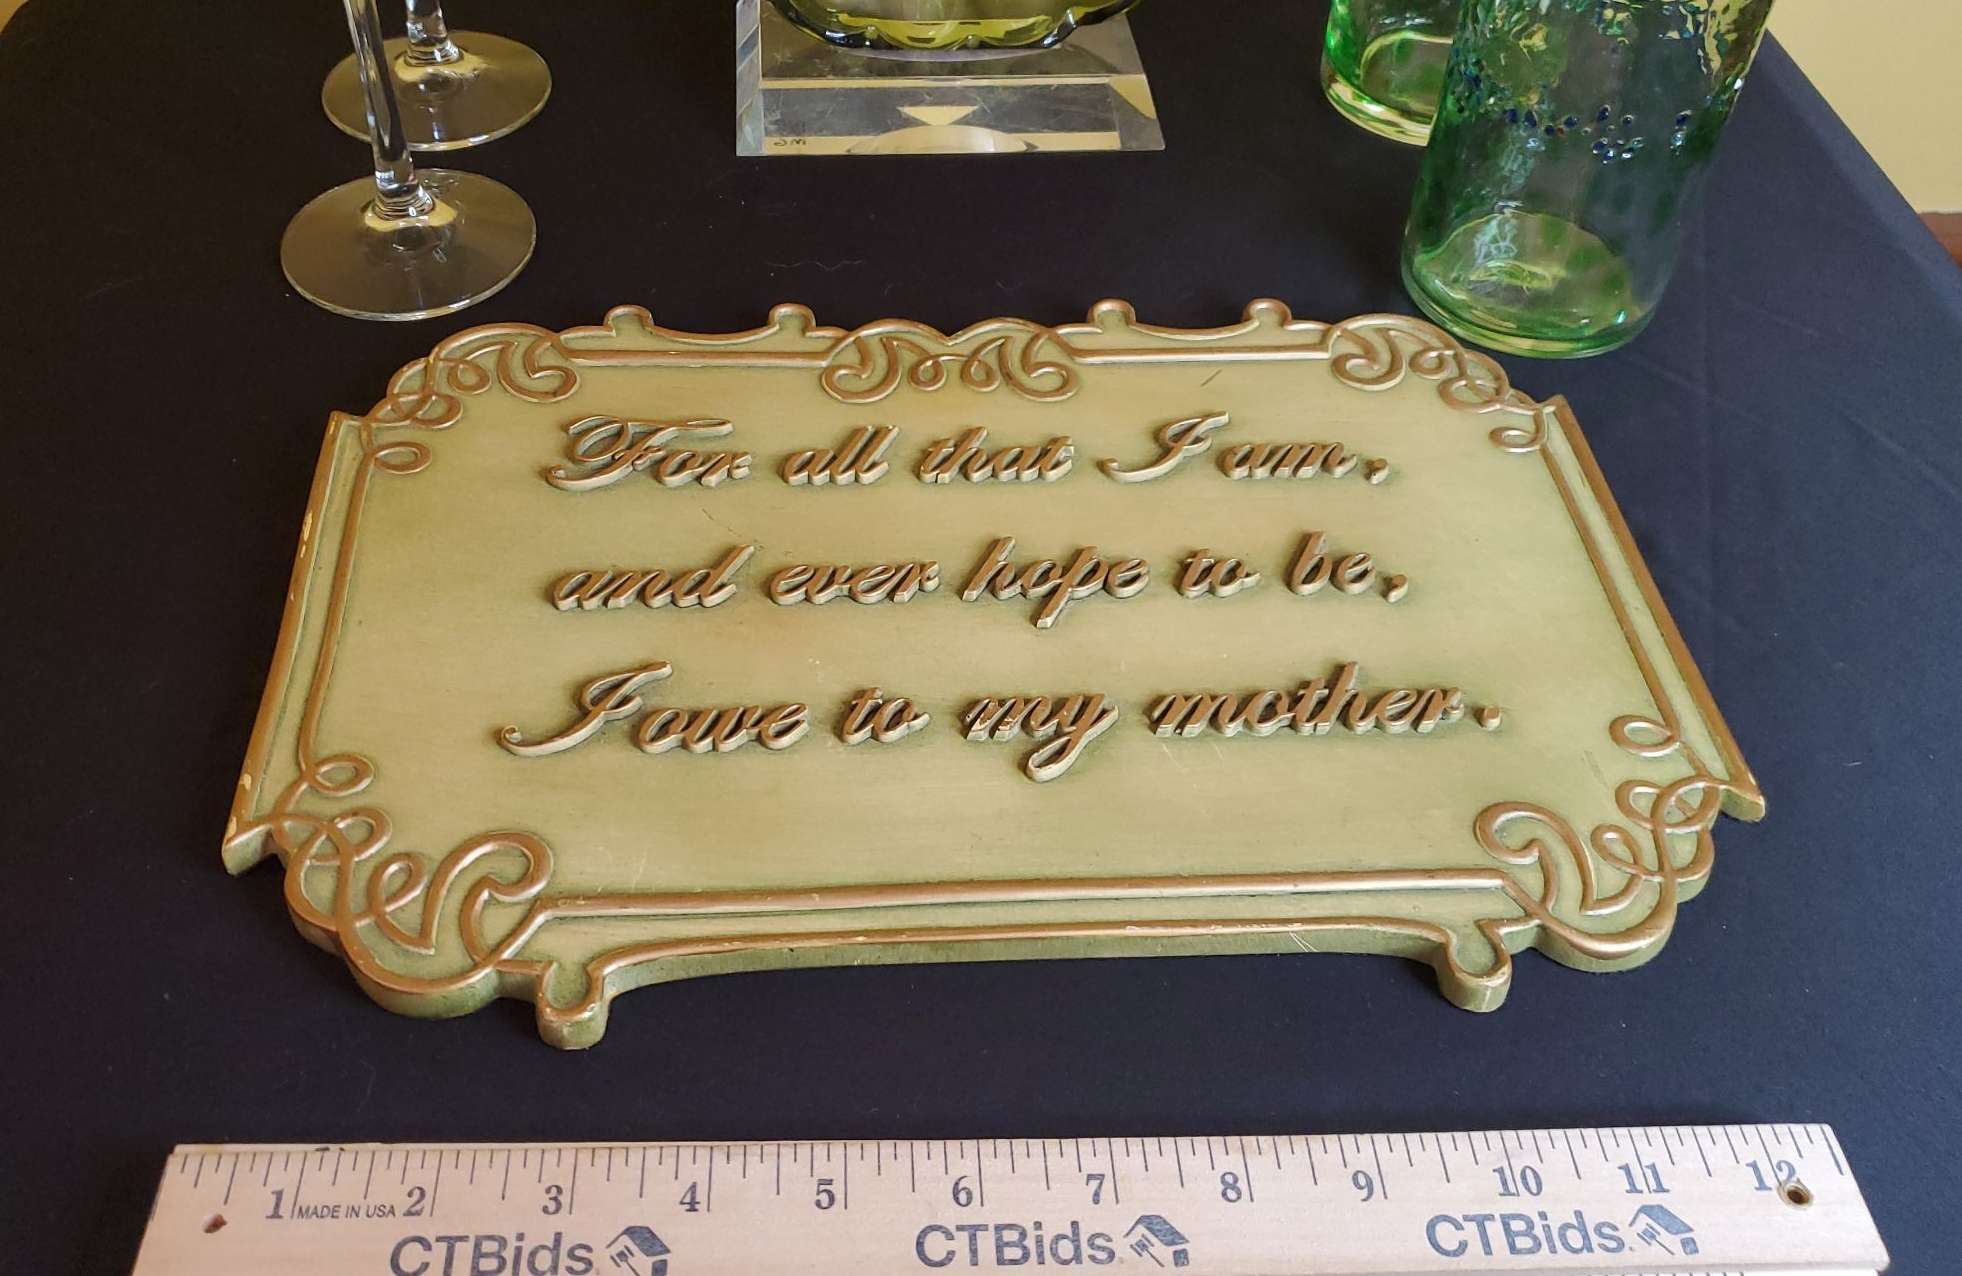 For all that I am,
and ever hope to be,
I owe to my mother.
1 MADE IN USA 2 3 4 5 6 7 8 9 10 11 12
CTBids CTBids CTBids